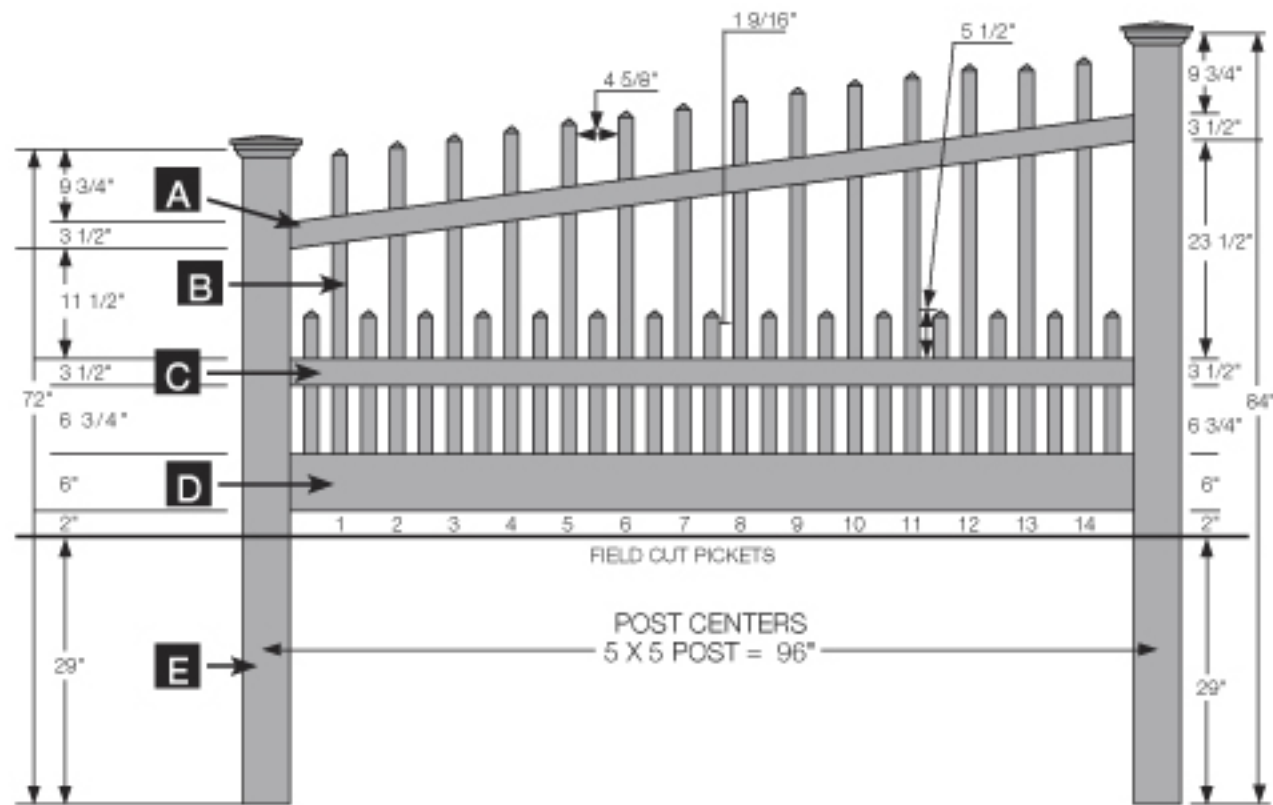 1 9/16"
5 1/2"
4 5/8"
9 3/4"
3 1/2"
9 3/4"
3 1/2"
A
B
11 1/2"
23 1/2"
C
3 1/2"
3 1/2"
72"
84"
6 3/4"
6 3/4"
D
6"
6"
2"
1 2 3 4 5 6 7 8 9 10 11 12 13 14
2"
FIELD CUT PICKETS
POST CENTERS
5 X 5 POST = 96"
E
29"
29"